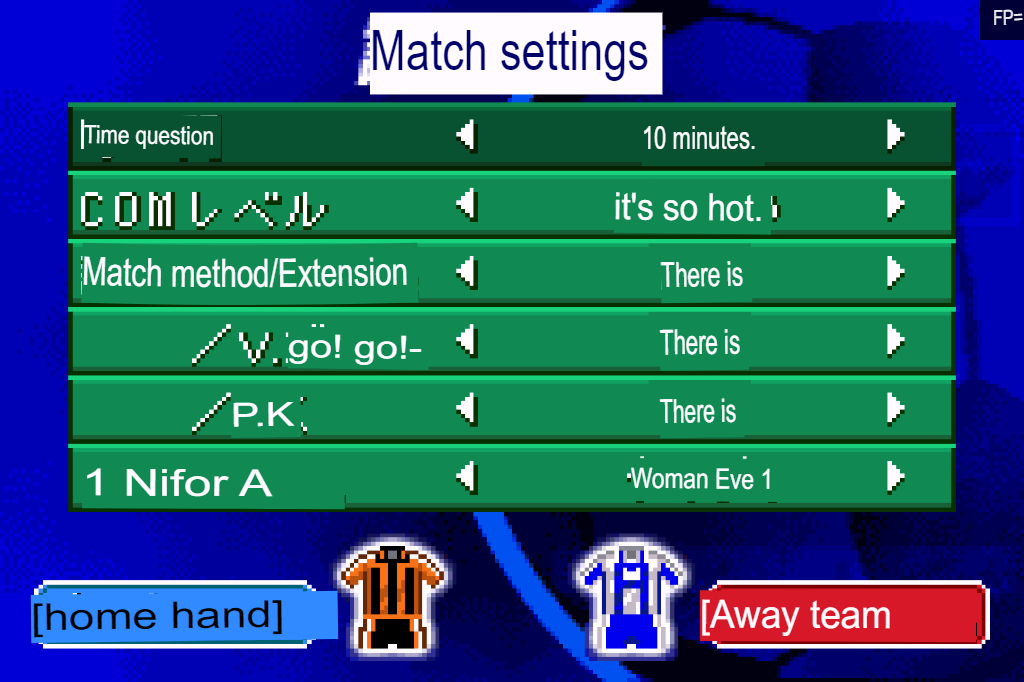 FP=
Match settings
Time question 10 minutes.
COMレベル it's so hot.
Match method/Extension There is
/V. go! go!-
There is
/P.K There is
1 Nifor A Woman Eve 1
[home hand] [Away team